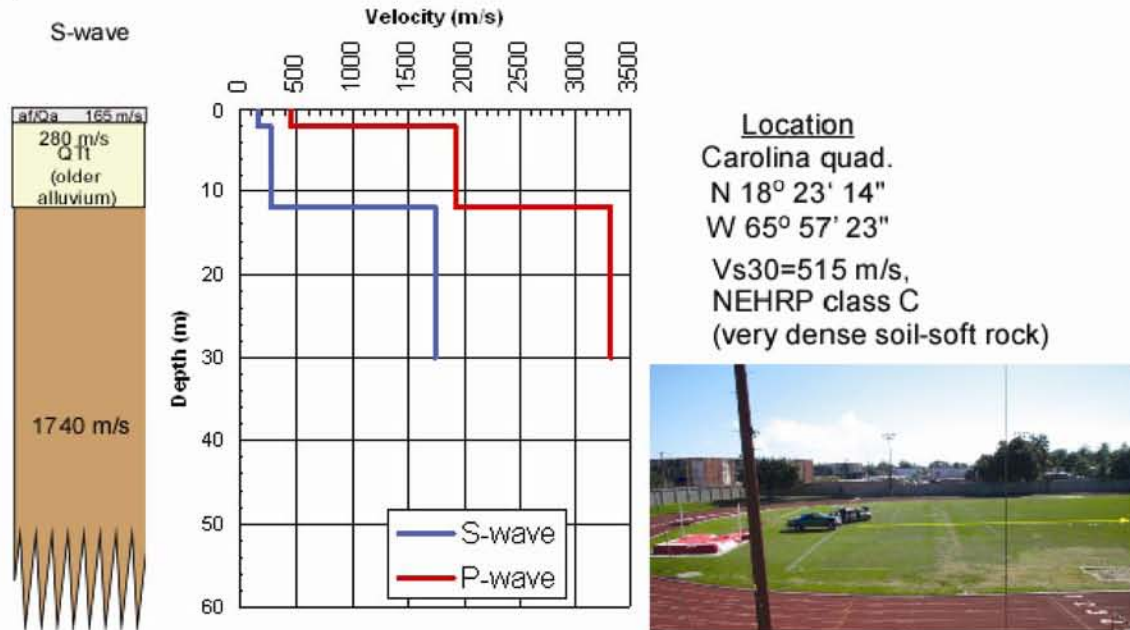 S-wave
af/Qa 165 m/s
280 m/s
QTt
(older
alluvium)
1740 m/s
Velocity (m/s)
0 500 1000 1500 2000 2500 3000 3500
Depth (m)
0
10
20
30
40
50
60
S-wave
P-wave
Location
Carolina quad.
N 18° 23' 14"
W 65° 57' 23"
Vs30=515 m/s,
NEHRP class C
(very dense soil-soft rock)